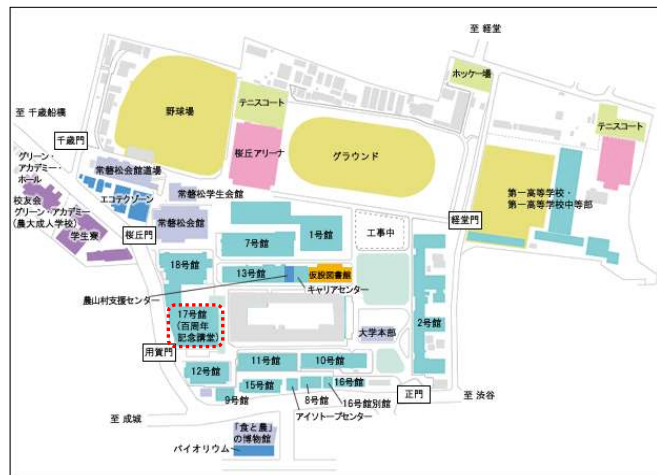 至 経堂
ホッケー場
テニスコート
野球場
至 千歳船橋
桜丘アリーナ
グラウンド
テニスコート
千歳門
グリーン・
アカデミー・
ホール
常磐松会館道場
エコテクゾーン
常磐松学生会館
第一高等学校・
第一高等学校中等部
校友会
グリーン・アカデミー
(農大成人学校)
常磐松会館
経堂門
学生寮
桜丘門
1号館
工事中
7号館
18号館
13号館
仮設図書館
キャリアセンター
農山村支援センター
17号館
(百周年
記念講堂)
大学本部
2号館
用賀門
11号館
10号館
12号館
15号館
16号館
正門
至 渋谷
9号館
8号館
16号館別館
アイソトープセンター
至 成城
「食と農」
の博物館
バイオリウム